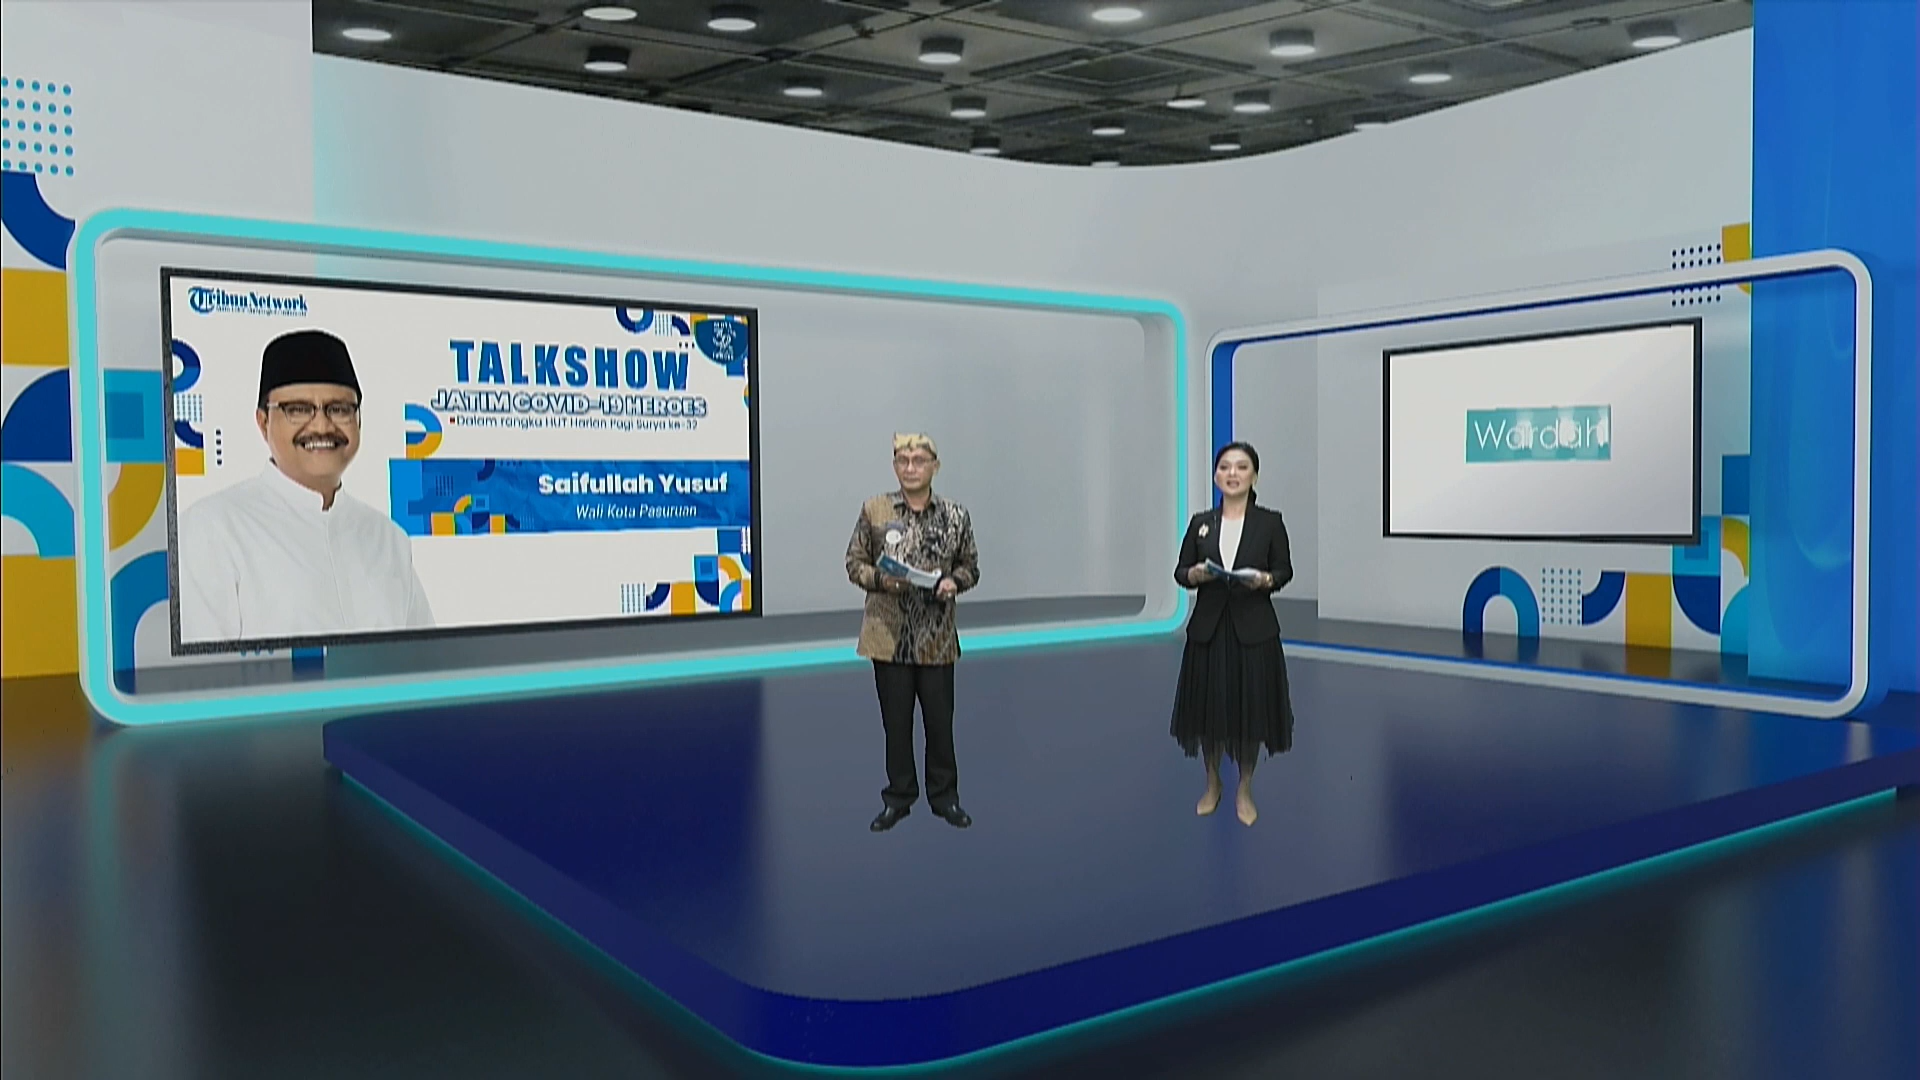 TribunNetwork
TALKSHOW
JATIM COVID-19 HEROES
Dalam rangka HUT Harian Pagi Surya ke-32
Saifullah Yusuf
Wali Kota Pasuruan
Wardah